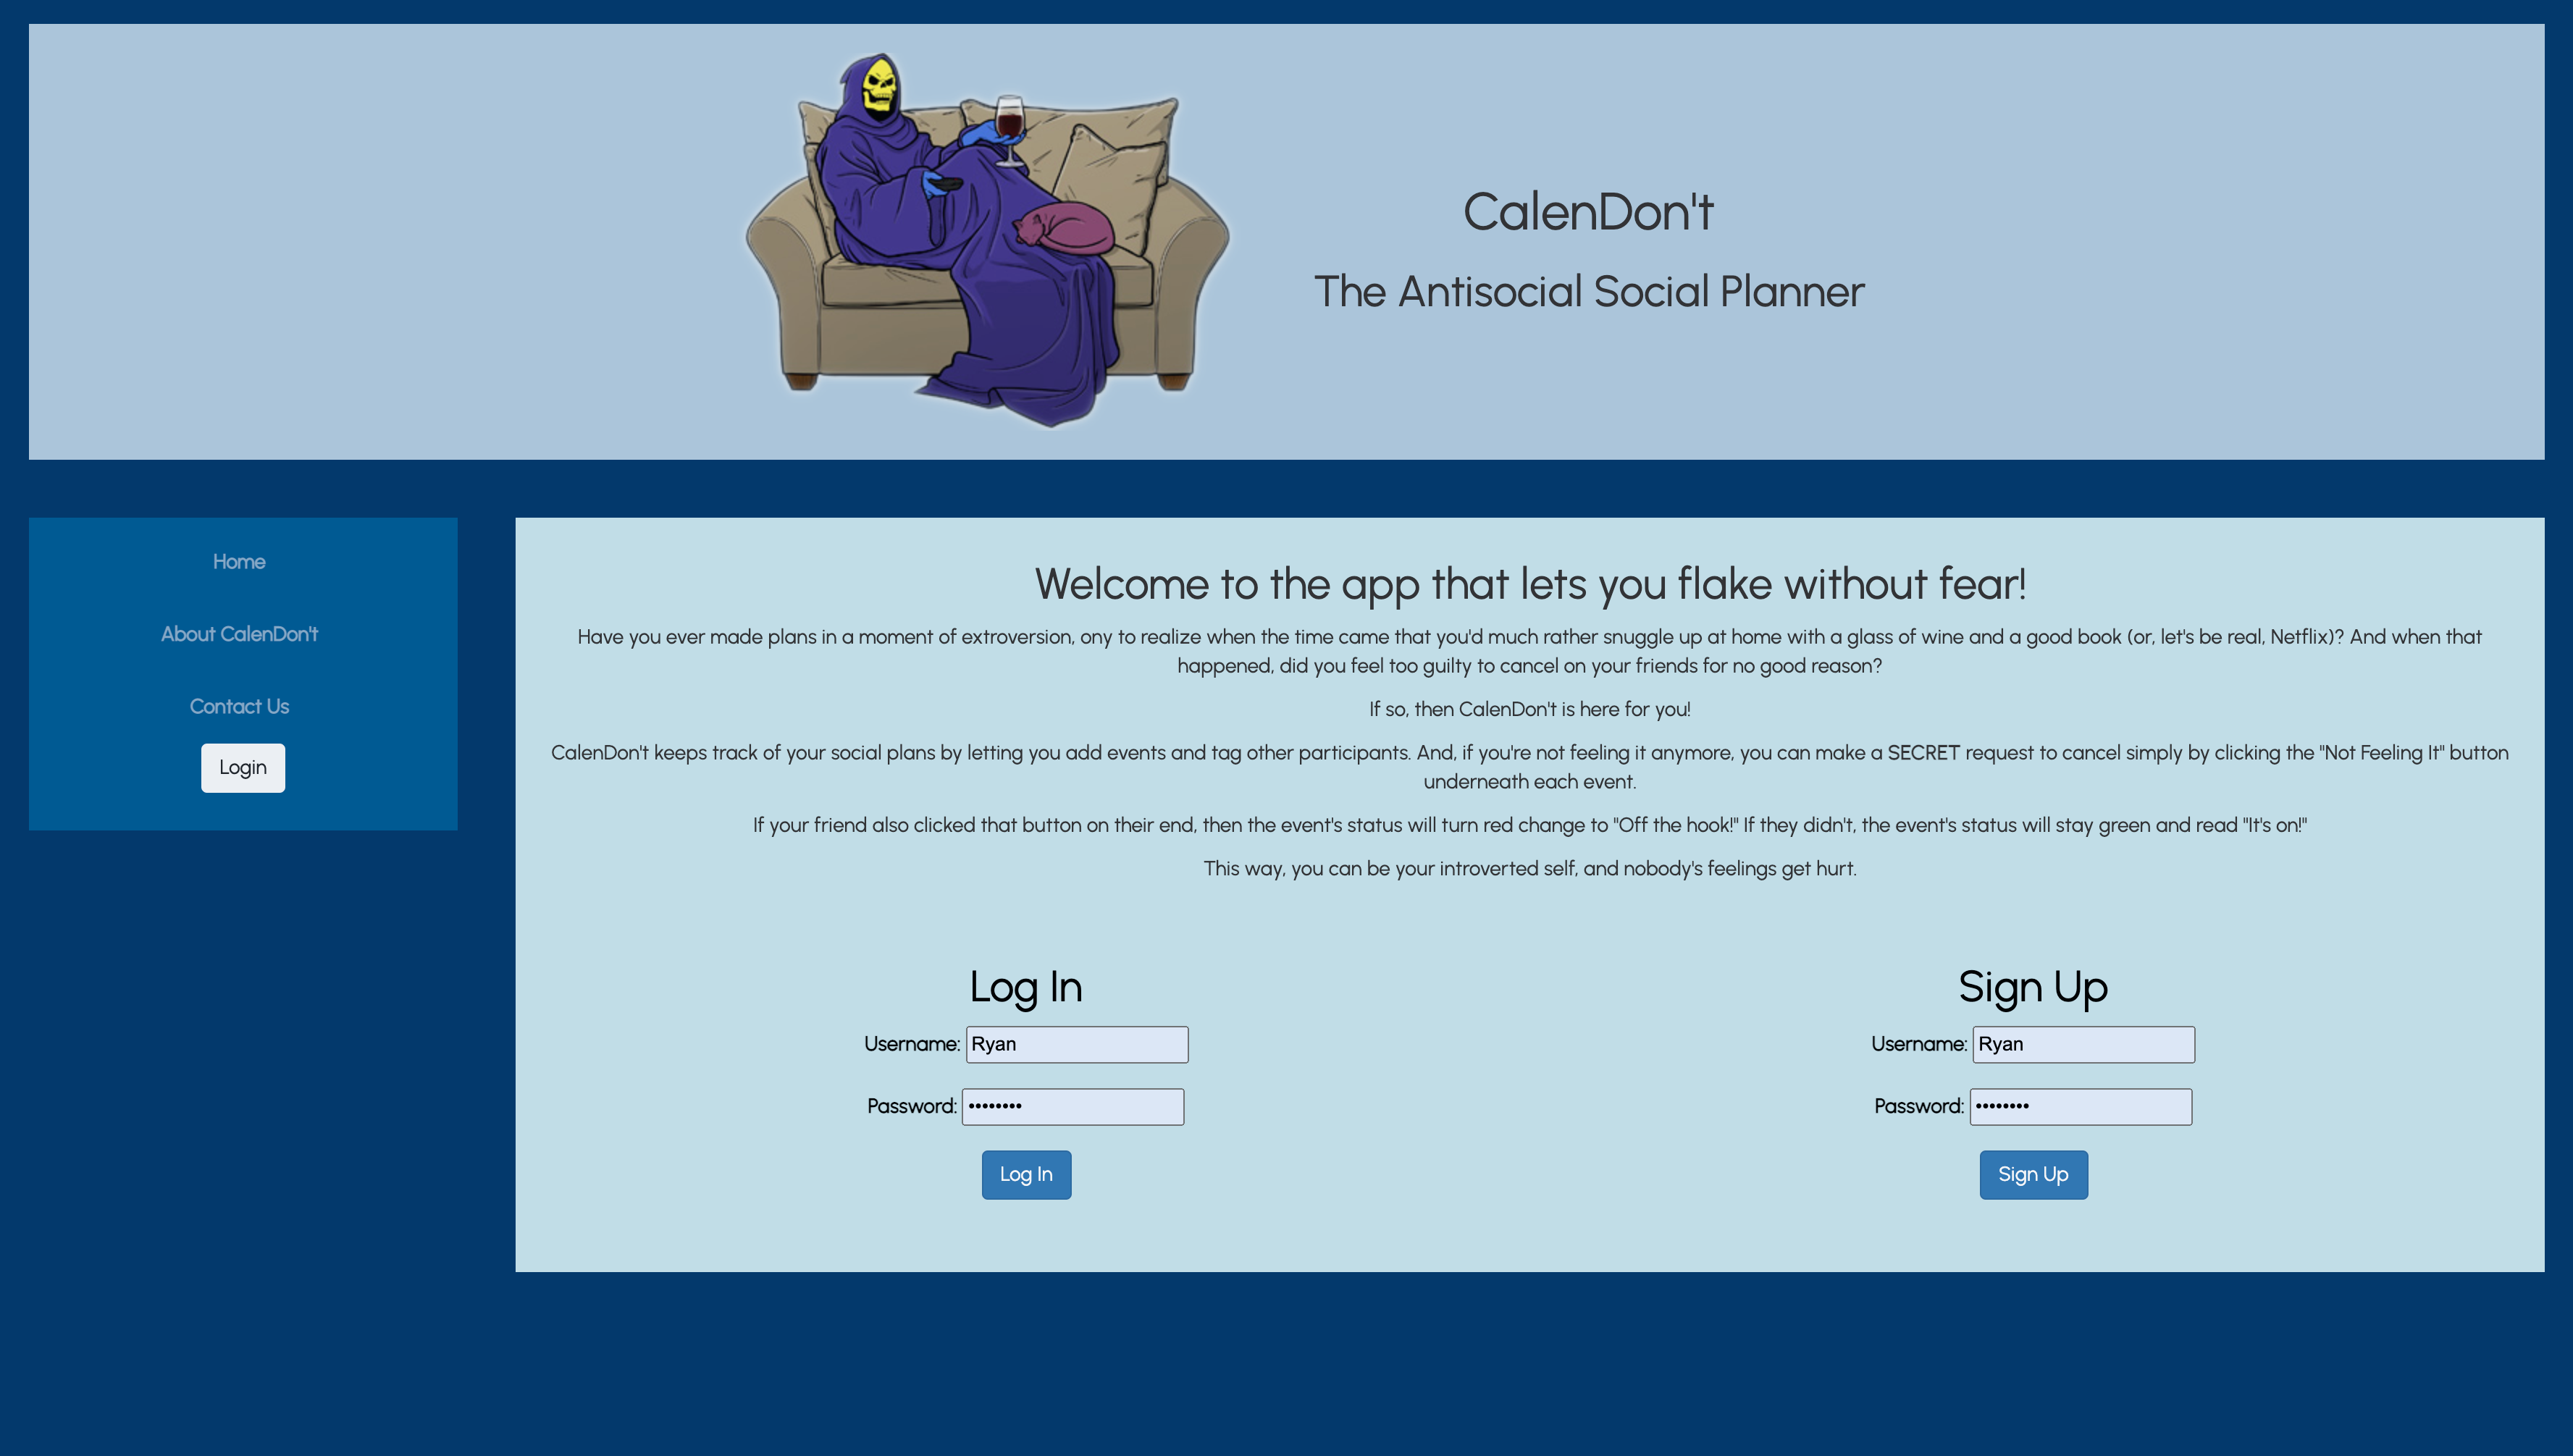 CalenDon't
The Antisocial Social Planner
Home
About CalenDon't
Contact Us
Login
Welcome to the app that lets you flake without fear!
Have you ever made plans in a moment of extroversion, ony to realize when the time came that you'd much rather snuggle up at home with a glass of wine and a good book (or, let's be real, Netflix)? And when that
happened, did you feel too guilty to cancel on your friends for no good reason?
If so, then CalenDon't is here for you!
CalenDon't keeps track of your social plans by letting you add events and tag other participants. And, if you're not feeling it anymore, you can make a SECRET request to cancel simply by clicking the "Not Feeling It" button
underneath each event.
If your friend also clicked that button on their end, then the event's status will turn red change to "Off the hook!" If they didn't, the event's status will stay green and read "It's on!"
This way, you can be your introverted self, and nobody's feelings get hurt.
Log In
Username: Ryan
Password: ••••••••
Log In
Sign Up
Username: Ryan
Password: ••••••••
Sign Up